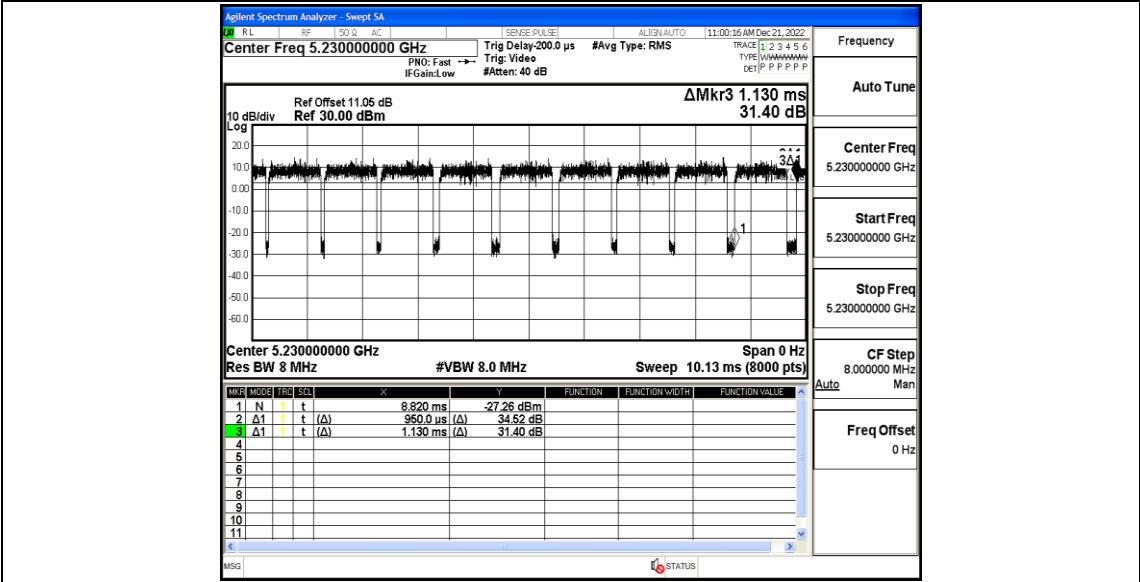 Agilent Spectrum Analyzer - Swept SA
RL RF 50 Ω AC SENSE:PULSE ALIGN AUTO 11:00:16 AM Dec 21, 2022
Center Freq 5.230000000 GHz
PNO: Fast
IFGain:Low
Trig Delay-200.0 µs
Trig: Video
#Atten: 40 dB
#Avg Type: RMS
TRACE 1 2 3 4 5 6
TYPE
DET P P P P P P
Frequency
Auto Tune
Center Freq
5.230000000 GHz
Start Freq
5.230000000 GHz
Stop Freq
5.230000000 GHz
CF Step
8.000000 MHz
Auto Man
Freq Offset
0 Hz
ΔMkr3 1.130 ms
31.40 dB
Ref Offset 11.05 dB
10 dB/div Ref 30.00 dBm
Log
20.0
10.0
0.00
-10.0
-20.0
-30.0
-40.0
-50.0
-60.0
3Δ1
1
Center 5.230000000 GHz Span 0 Hz
Res BW 8 MHz #VBW 8.0 MHz Sweep 10.13 ms (8000 pts)
MKR MODE TRC SCL X Y FUNCTION FUNCTION WIDTH FUNCTION VALUE
1 N t 8.820 ms -27.26 dBm
2 Δ1 t (Δ) 950.0 µs (Δ) 34.52 dB
3 Δ1 t (Δ) 1.130 ms (Δ) 31.40 dB
4
5
6
7
8
9
10
11
MSG STATUS